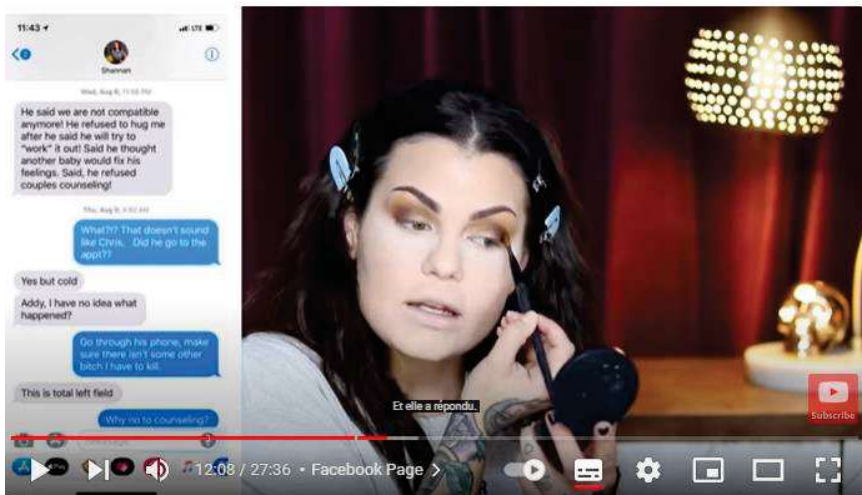 11:43
LTE
2
Shannan
Wed, Aug 8, 11:58 PM
He said we are not compatible
anymore! He refused to hug me
after he said he will try to
"work" it out! Said he thought
another baby would fix his
feelings. Said, he refused
couples counseling!
Thu, Aug 9,
What?!? That doesn't sound
like Chris. Did he go to the
appt??
Yes but cold
Addy, I have no idea what
happened?
Go through his phone, make
sure there isn't some other
bitch I have to kill.
This is total left field
Why no to counseling?
Et elle a répondu.
Subscribe
12:08 / 27:36 • Facebook Page